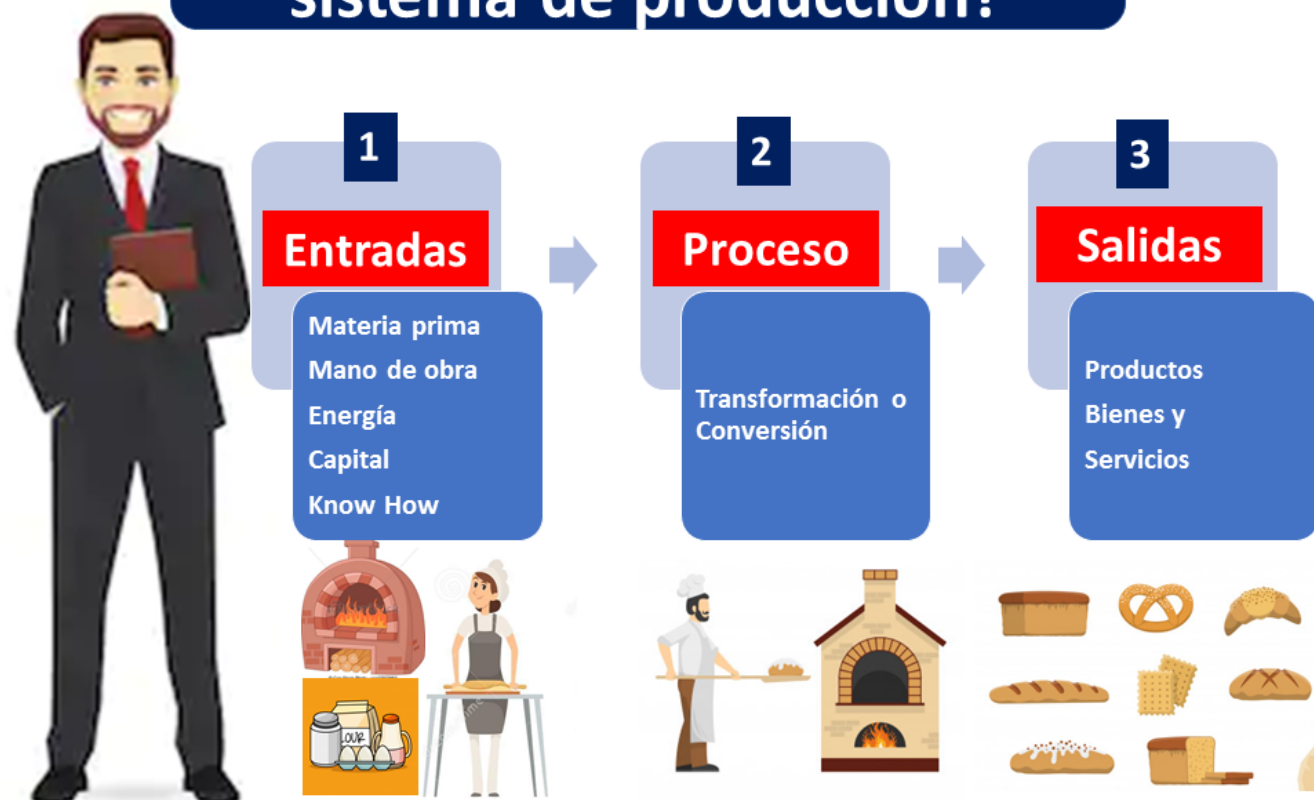 sistema de producción?
1
Entradas
Materia prima
Mano de obra
Energía
Capital
Know How
2
Proceso
Transformación o
Conversión
3
Salidas
Productos
Bienes y
Servicios
LOUR